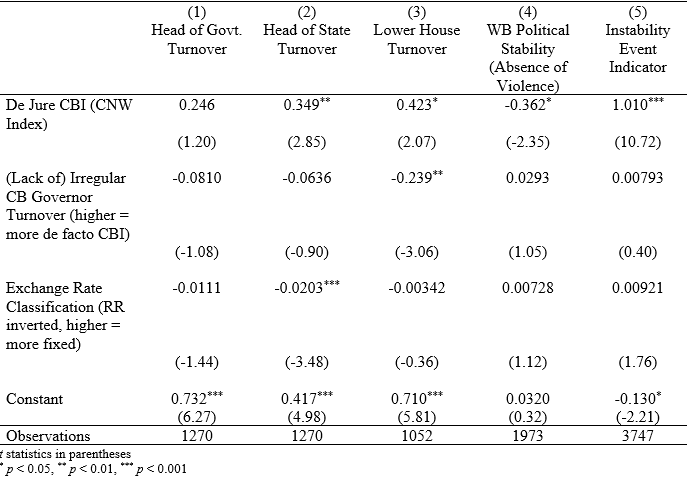 (1) (2) (3) (4) (5)
Head of Govt. Head of State Lower House WB Political Instability
Turnover Turnover Turnover Stability Event
(Absence of Indicator
Violence)
De Jure CBI (CNW 0.246 0.349** 0.423* -0.362* 1.010***
Index)
(1.20) (2.85) (2.07) (-2.35) (10.72)
(Lack of) Irregular -0.0810 -0.0636 -0.239** 0.0293 0.00793
CB Governor
Turnover (higher =
more de facto CBI)
(-1.08) (-0.90) (-3.06) (1.05) (0.40)
Exchange Rate -0.0111 -0.0203*** -0.00342 0.00728 0.00921
Classification (RR
inverted, higher =
more fixed)
(-1.44) (-3.48) (-0.36) (1.12) (1.76)
Constant 0.732*** 0.417*** 0.710*** 0.0320 -0.130*
(6.27) (4.98) (5.81) (0.32) (-2.21)
Observations 1270 1270 1052 1973 3747
t statistics in parentheses
* p < 0.05, ** p < 0.01, *** p < 0.001